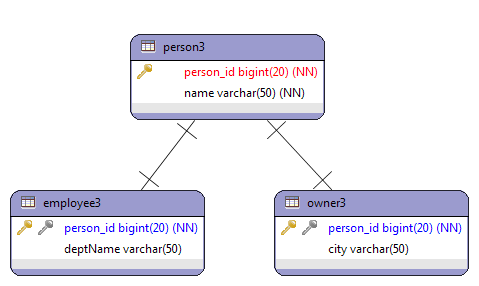 person3
person_id bigint(20) (NN)
name varchar(50) (NN)
employee3
person_id bigint(20) (NN)
deptName varchar(50)
owner3
person_id bigint(20) (NN)
city varchar(50)